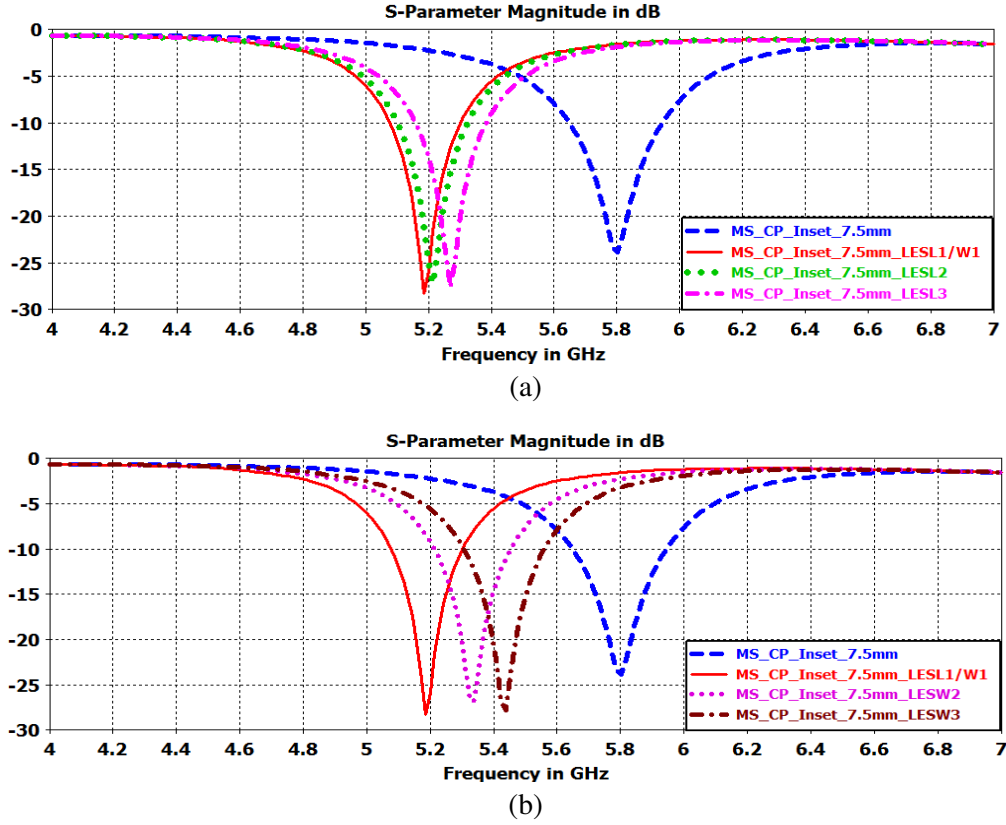 S-Parameter Magnitude in dB
0
-5
-10
-15
-20
-25
-30
MS_CP_Inset_7.5mm
MS_CP_Inset_7.5mm_LESL1/W1
MS_CP_Inset_7.5mm_LESL2
MS_CP_Inset_7.5mm_LESL3
4 4.2 4.4 4.6 4.8 5 5.2 5.4 5.6 5.8 6 6.2 6.4 6.6 6.8 7
Frequency in GHz
(a)
S-Parameter Magnitude in dB
0
-5
-10
-15
-20
-25
-30
MS_CP_Inset_7.5mm
MS_CP_Inset_7.5mm_LESL1/W1
MS_CP_Inset_7.5mm_LESW2
MS_CP_Inset_7.5mm_LESW3
4 4.2 4.4 4.6 4.8 5 5.2 5.4 5.6 5.8 6 6.2 6.4 6.6 6.8 7
Frequency in GHz
(b)